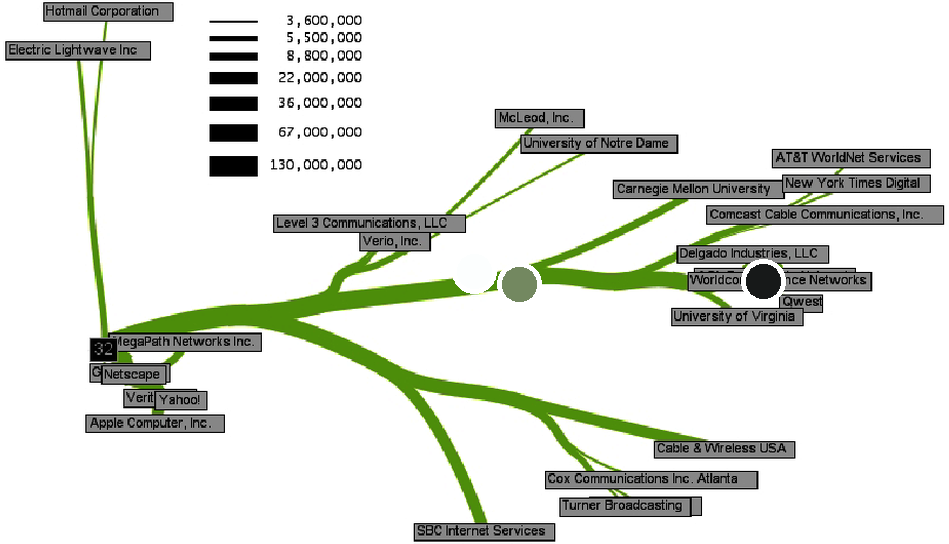 Hotmail Corporation
Electric Lightwave Inc
3,600,000
5,500,000
8,800,000
22,000,000
36,000,000
67,000,000
130,000,000
McLeod, Inc.
University of Notre Dame
AT&T WorldNet Services
New York Times Digital
Carnegie Mellon University
Comcast Cable Communications, Inc.
Level 3 Communications, LLC
Verio, Inc.
Delgado Industries, LLC
Networks
Qwest
University of Virginia
MegaPath Networks Inc.
32
Netscape
Yahoo!
Apple Computer, Inc.
Cable & Wireless USA
Cox Communications Inc. Atlanta
Turner Broadcasting
SBC Internet Services